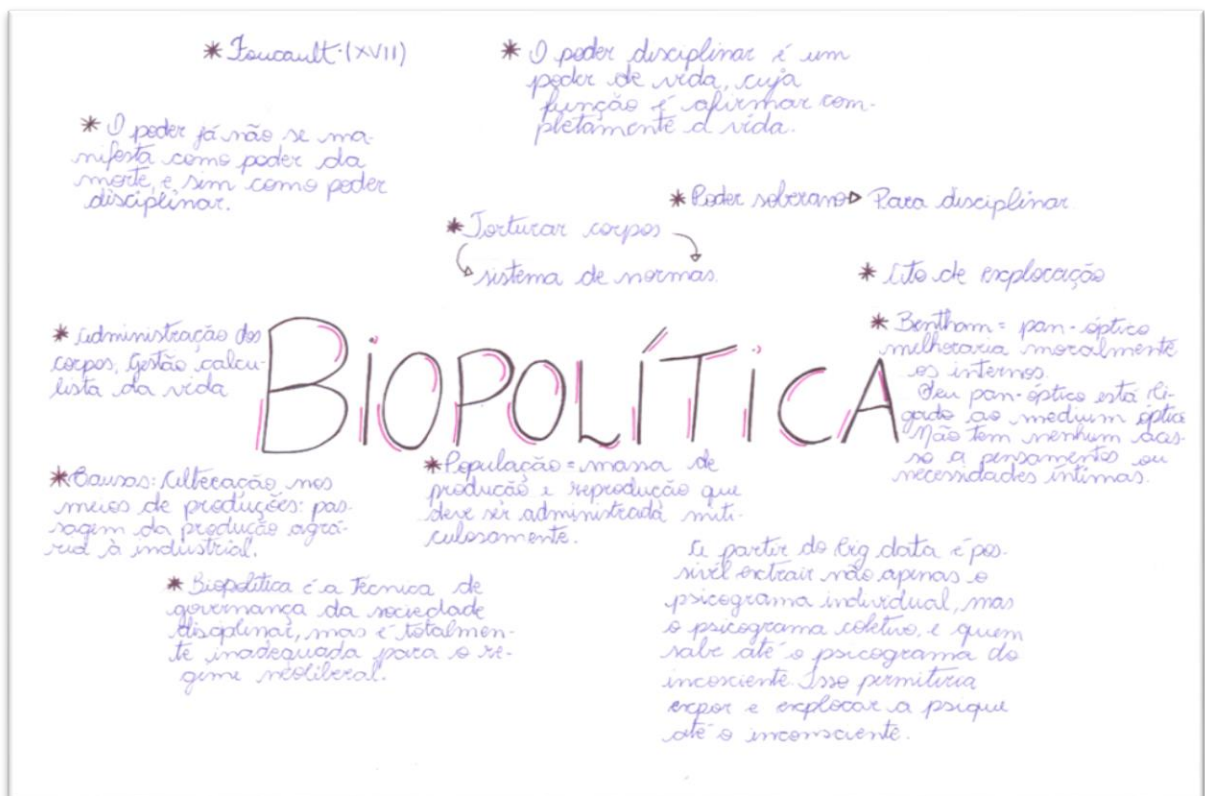 * Foucault (XVII)
* O poder disciplinar é um
poder de vida, cuja
função é afirmar com-
pletamente a vida.
* O poder já não se ma-
nifesta como poder da
morte, e sim como poder
disciplinar.
* Poder soberano ▷ Para disciplinar
* Torturar corpos
sistema de normas.
* Ato de exploração
* Administração dos
corpos, Gestão calcu-
lista da vida
BIOPOLÍTICA
* Bentham = pan-óptico
melhoraria moralmente
os internos.
Seu pan-óptico está li-
gado ao medium óptico
Não tem nenhum aces-
so a pensamentos ou
necessidades íntimas.
* Causas: Alteração nos
meios de produções: pas-
sagem da produção agrá-
ria à industrial.
* População = massa de
produção e reprodução que
deve ser administrada miti-
culosamente.
* Biopolítica é a Técnica de
governança da sociedade
disciplinar, mas é totalmen-
te inadequada para o re-
gime neoliberal.
A partir do big data é pos-
sível extrair não apenas o
psicograma individual, mas
o psicograma coletivo, e quem
sabe até o psicograma do
incosciente. Isso permitiria
expor e explorar a psique
até o inconsciente.